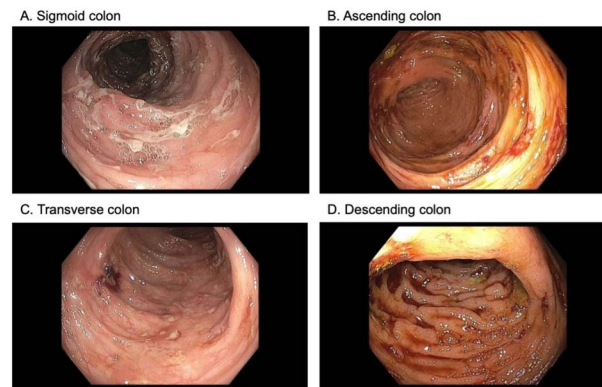 A. Sigmoid colon
B. Ascending colon
C. Transverse colon
D. Descending colon